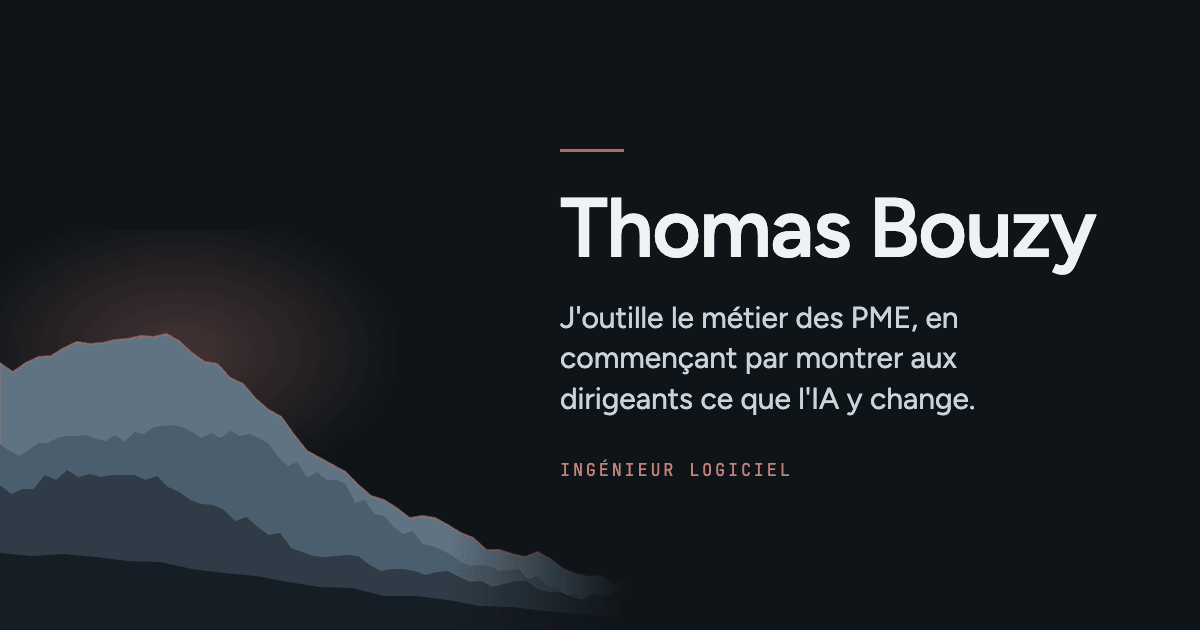 Thomas Bouzy
J'outille le métier des PME, en
commençant par montrer aux
dirigeants ce que l'IA y change.
INGÉNIEUR LOGICIEL